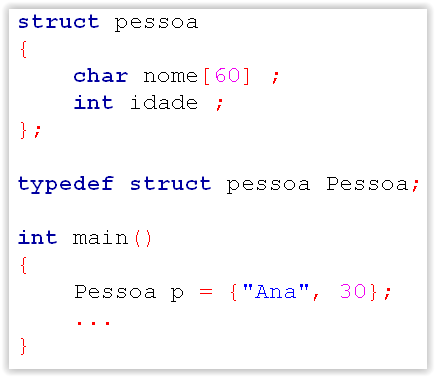 struct pessoa
{
    char nome[60] ;
    int idade ;
};
typedef struct pessoa Pessoa;
int main()
{
    Pessoa p = {"Ana", 30};
    ...
}